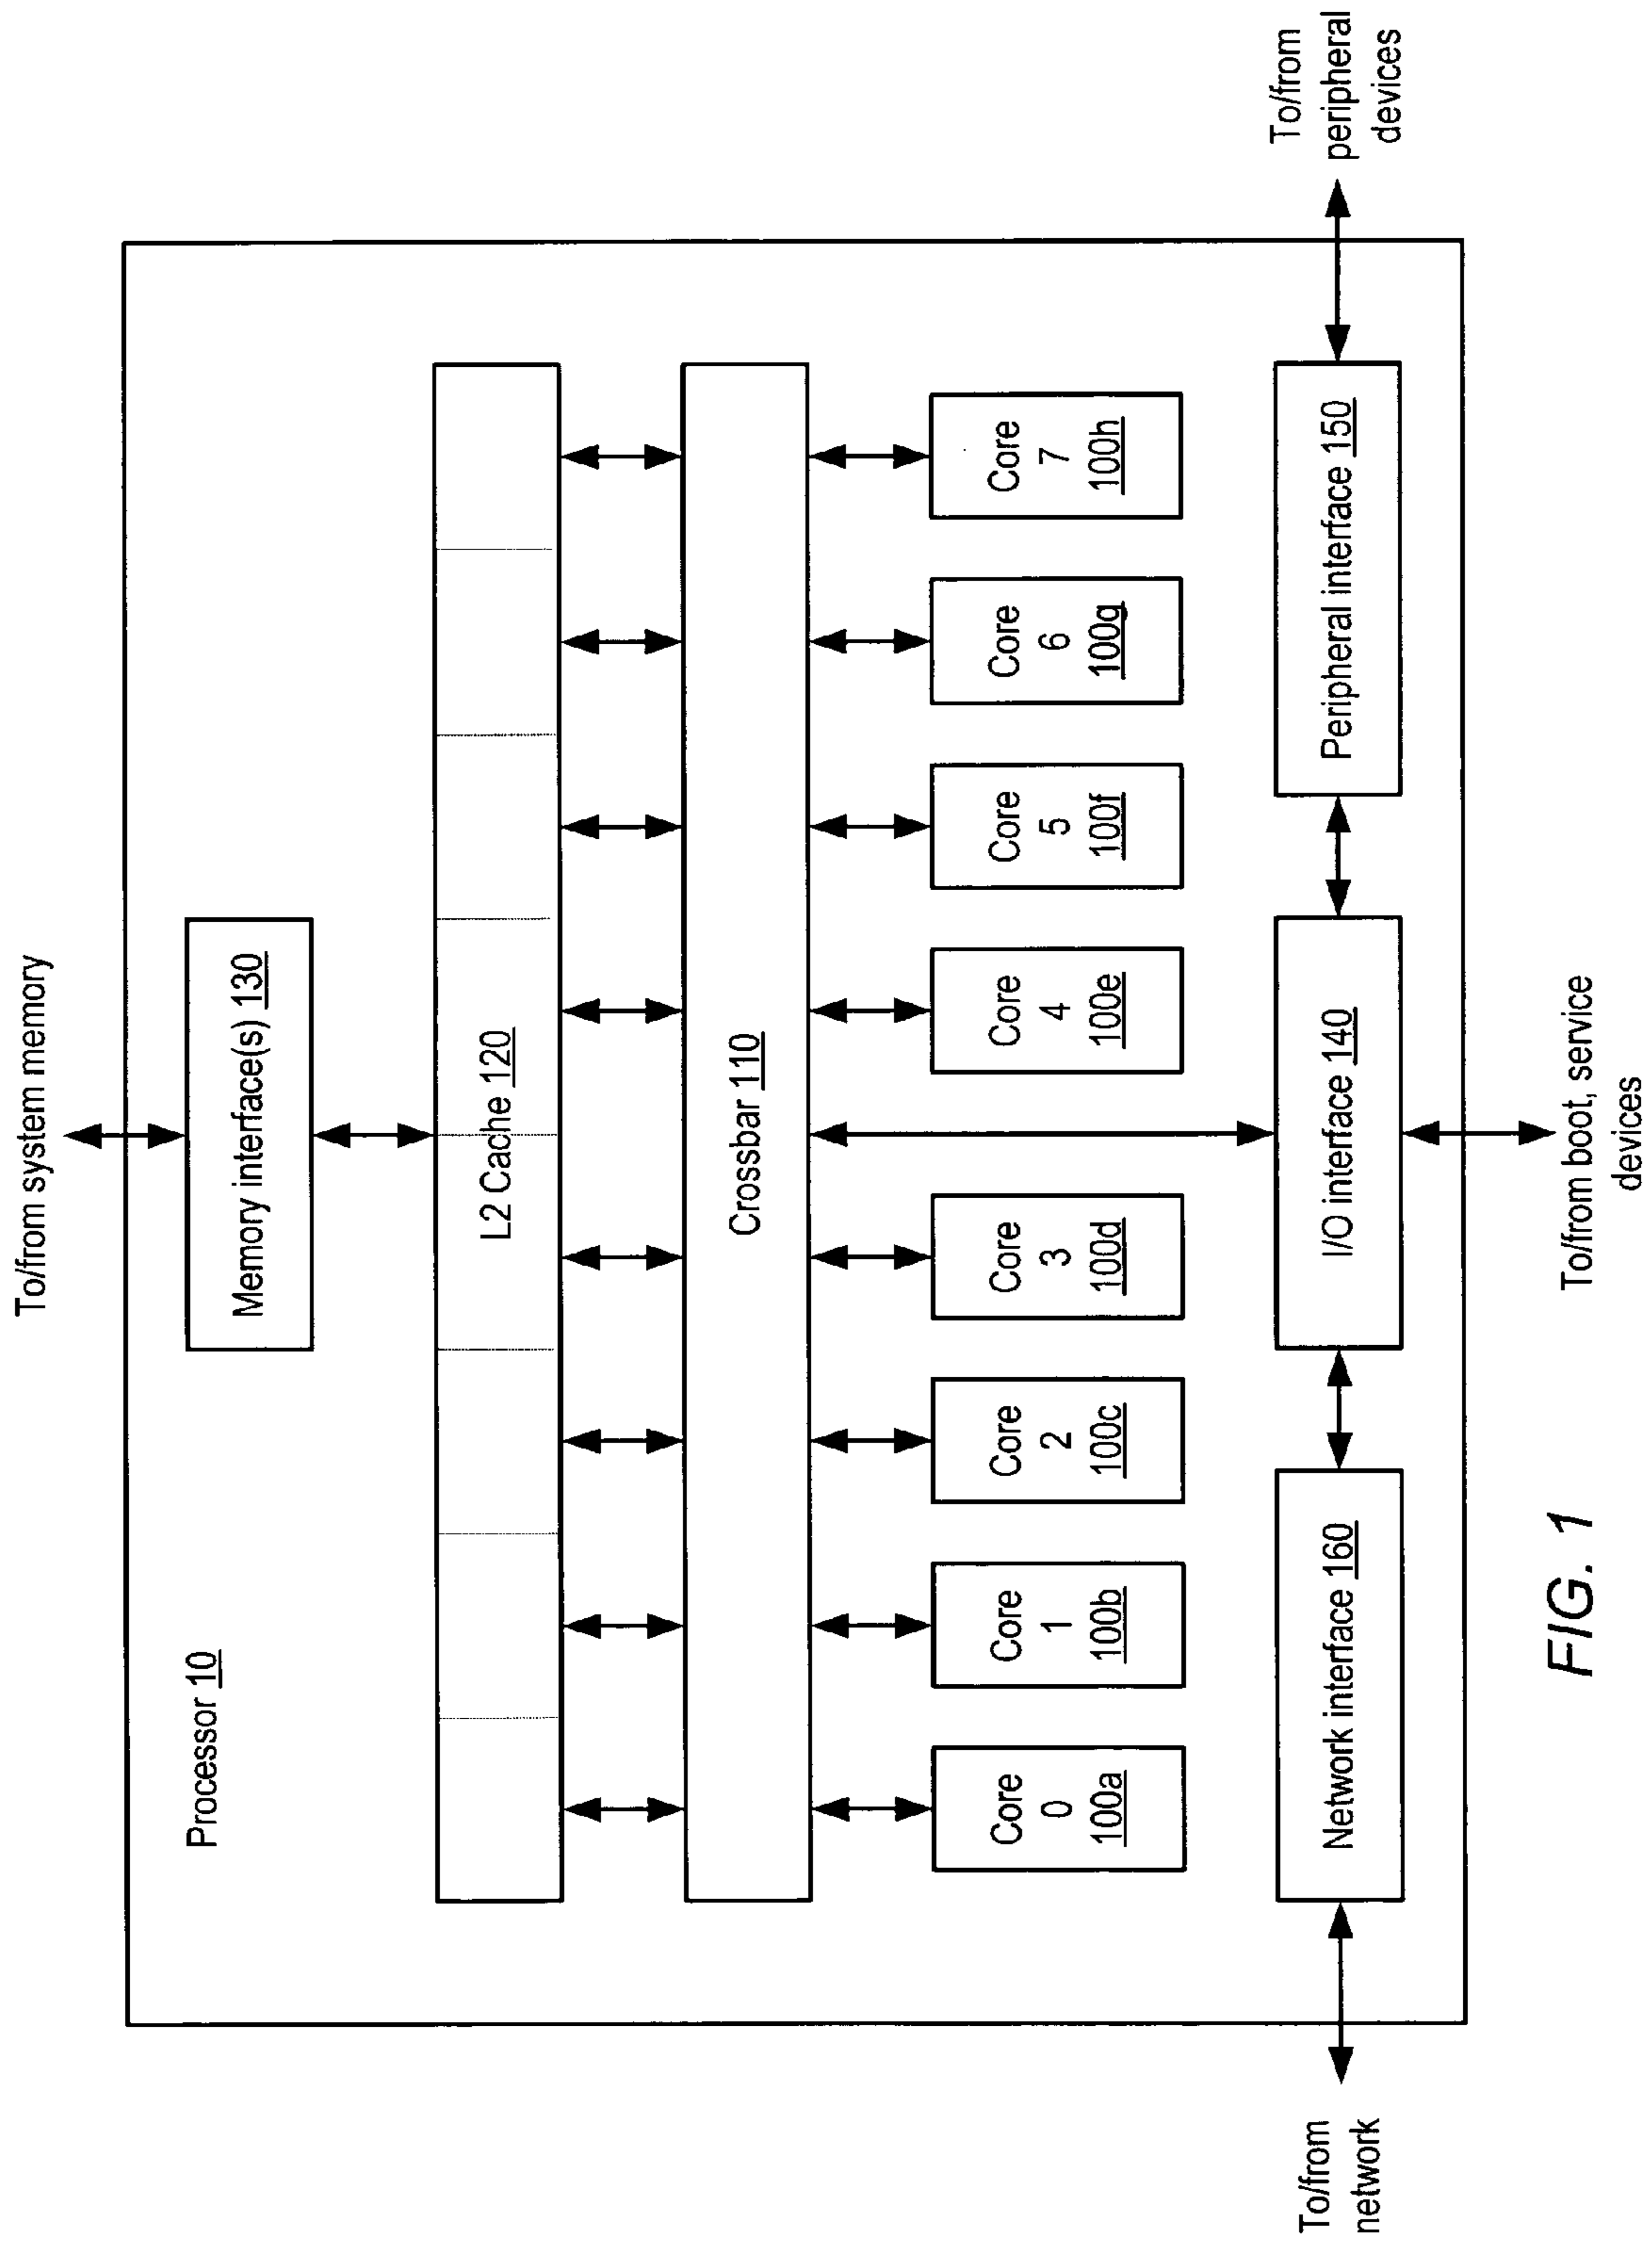 To/from system memory
Processor 10
Memory interface(s) 130
L2 Cache 120
Crossbar 110
Core
0
100a
Core
1
100b
Core
2
100c
Core
3
100d
Core
4
100e
Core
5
100f
Core
6
100g
Core
7
100h
To/from
network
Network interface 160
I/O interface 140
Peripheral interface 150
To/from
peripheral
devices
To/from boot, service
devices
FIG. 1